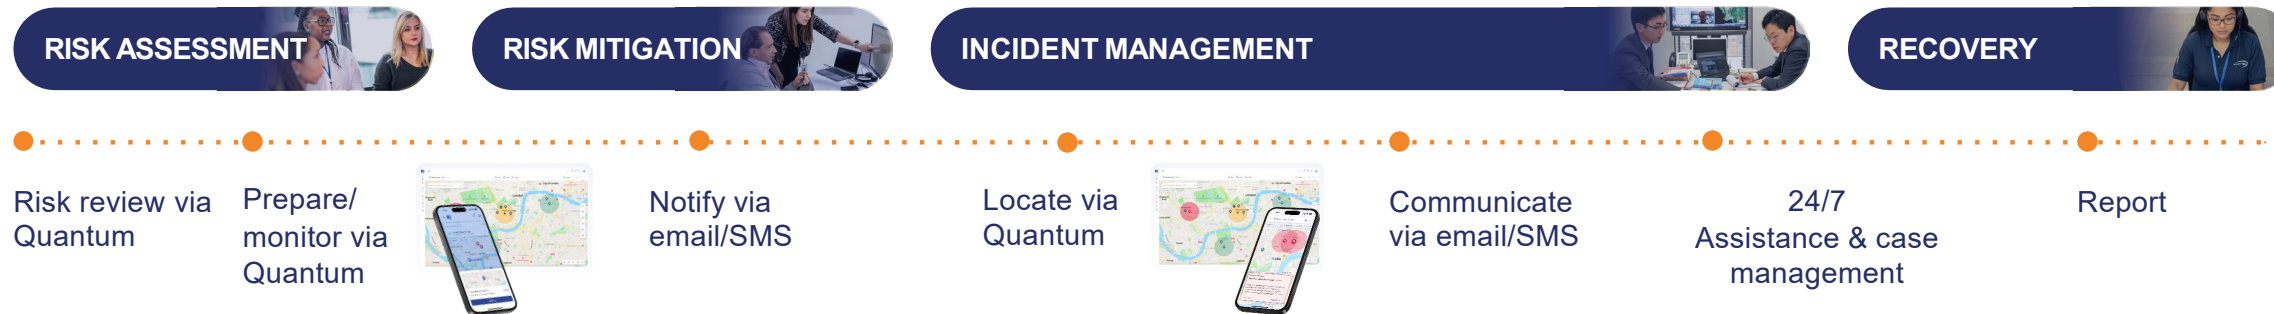 RISK ASSESSMENT
RISK MITIGATION
INCIDENT MANAGEMENT
RECOVERY
Risk review via
Quantum
Prepare/
monitor via
Quantum
Notify via
email/SMS
Locate via
Quantum
Communicate
via email/SMS
24/7
Assistance & case
management
Report